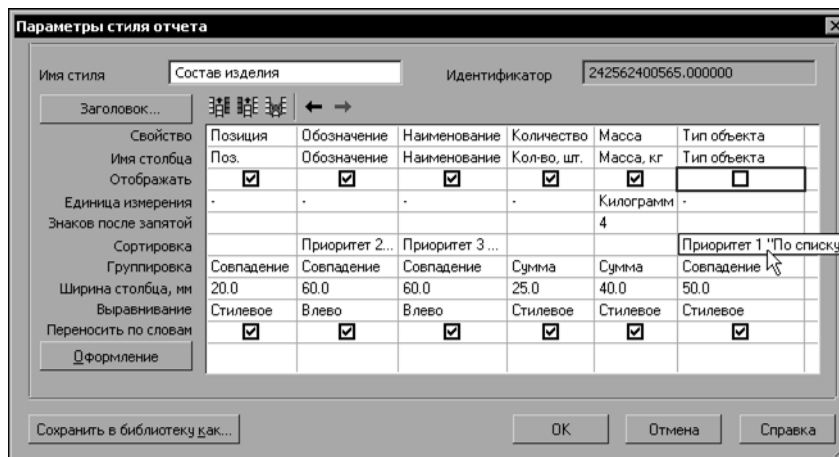 Параметры стиля отчета
Имя стиля Состав изделия Идентификатор 242562400565.000000
Заголовок...
Свойство Позиция Обозначение Наименование Количество Масса Тип объекта
Имя столбца Поз. Обозначение Наименование Кол-во, шт. Масса, кг Тип объекта
Отображать
Единица измерения - - - - Килограмм -
Знаков после запятой 4
Сортировка Приоритет 2... Приоритет 3 ... Приоритет 1 "По списку
Группировка Совпадение Совпадение Совпадение Сумма Сумма Совпадение
Ширина столбца, мм 20.0 60.0 60.0 25.0 40.0 50.0
Выравнивание Стилевое Влево Влево Стилевое Стилевое Стилевое
Переносить по словам
Оформление
Сохранить в библиотеку как... OK Отмена Справка